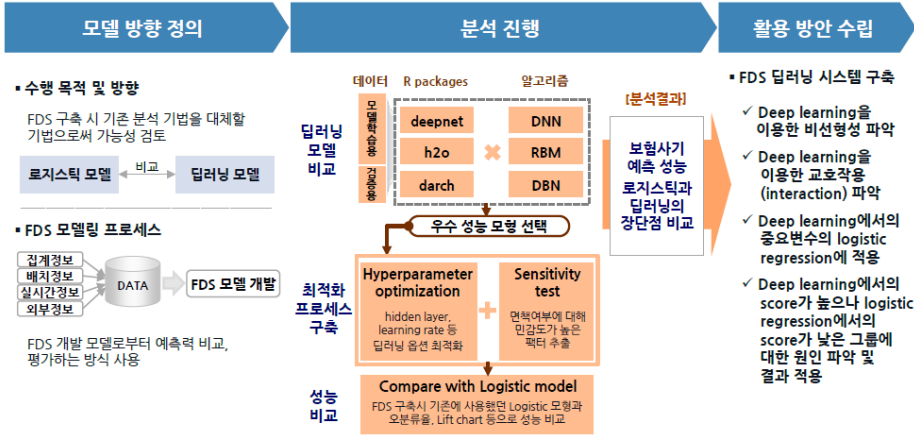 모델 방향 정의
분석 진행
활용 방안 수립
▪ 수행 목적 및 방향
FDS 구축 시 기존 분석 기법을 대체할
기법으로써 가능성 검토
로지스틱 모델
비교
딥러닝 모델
▪ FDS 모델링 프로세스
집계정보
배치정보
실시간정보
외부정보
DATA
FDS 모델 개발
FDS 개발 모델로부터 예측력 비교,
평가하는 방식 사용
데이터
R packages
알고리즘
딥러닝
모델
비교
모델학습용
검증용
deepnet
h2o
darch
DNN
RBM
DBN
우수 성능 모형 선택
최적화
프로세스
구축
Hyperparameter
optimization
hidden layer,
learning rate 등
딥러닝 옵션 최적화
Sensitivity
test
면책여부에 대해
민감도가 높은
팩터 추출
성능
비교
Compare with Logistic model
FDS 구축시 기존에 사용했던 Logistic 모형과
오분류율, Lift chart 등으로 성능 비교
[분석결과]
보험사기
예측 성능
로지스틱과
딥러닝의
장단점 비교
▪ FDS 딥러닝 시스템 구축
✓ Deep learning을
이용한 비선형성 파악
✓ Deep learning을
이용한 교호작용
(interaction) 파악
✓ Deep learning에서의
중요변수의 logistic
regression에 적용
✓ Deep learning에서의
score가 높으나 logistic
regression에서의
score가 낮은 그룹에
대한 원인 파악 및
결과 적용